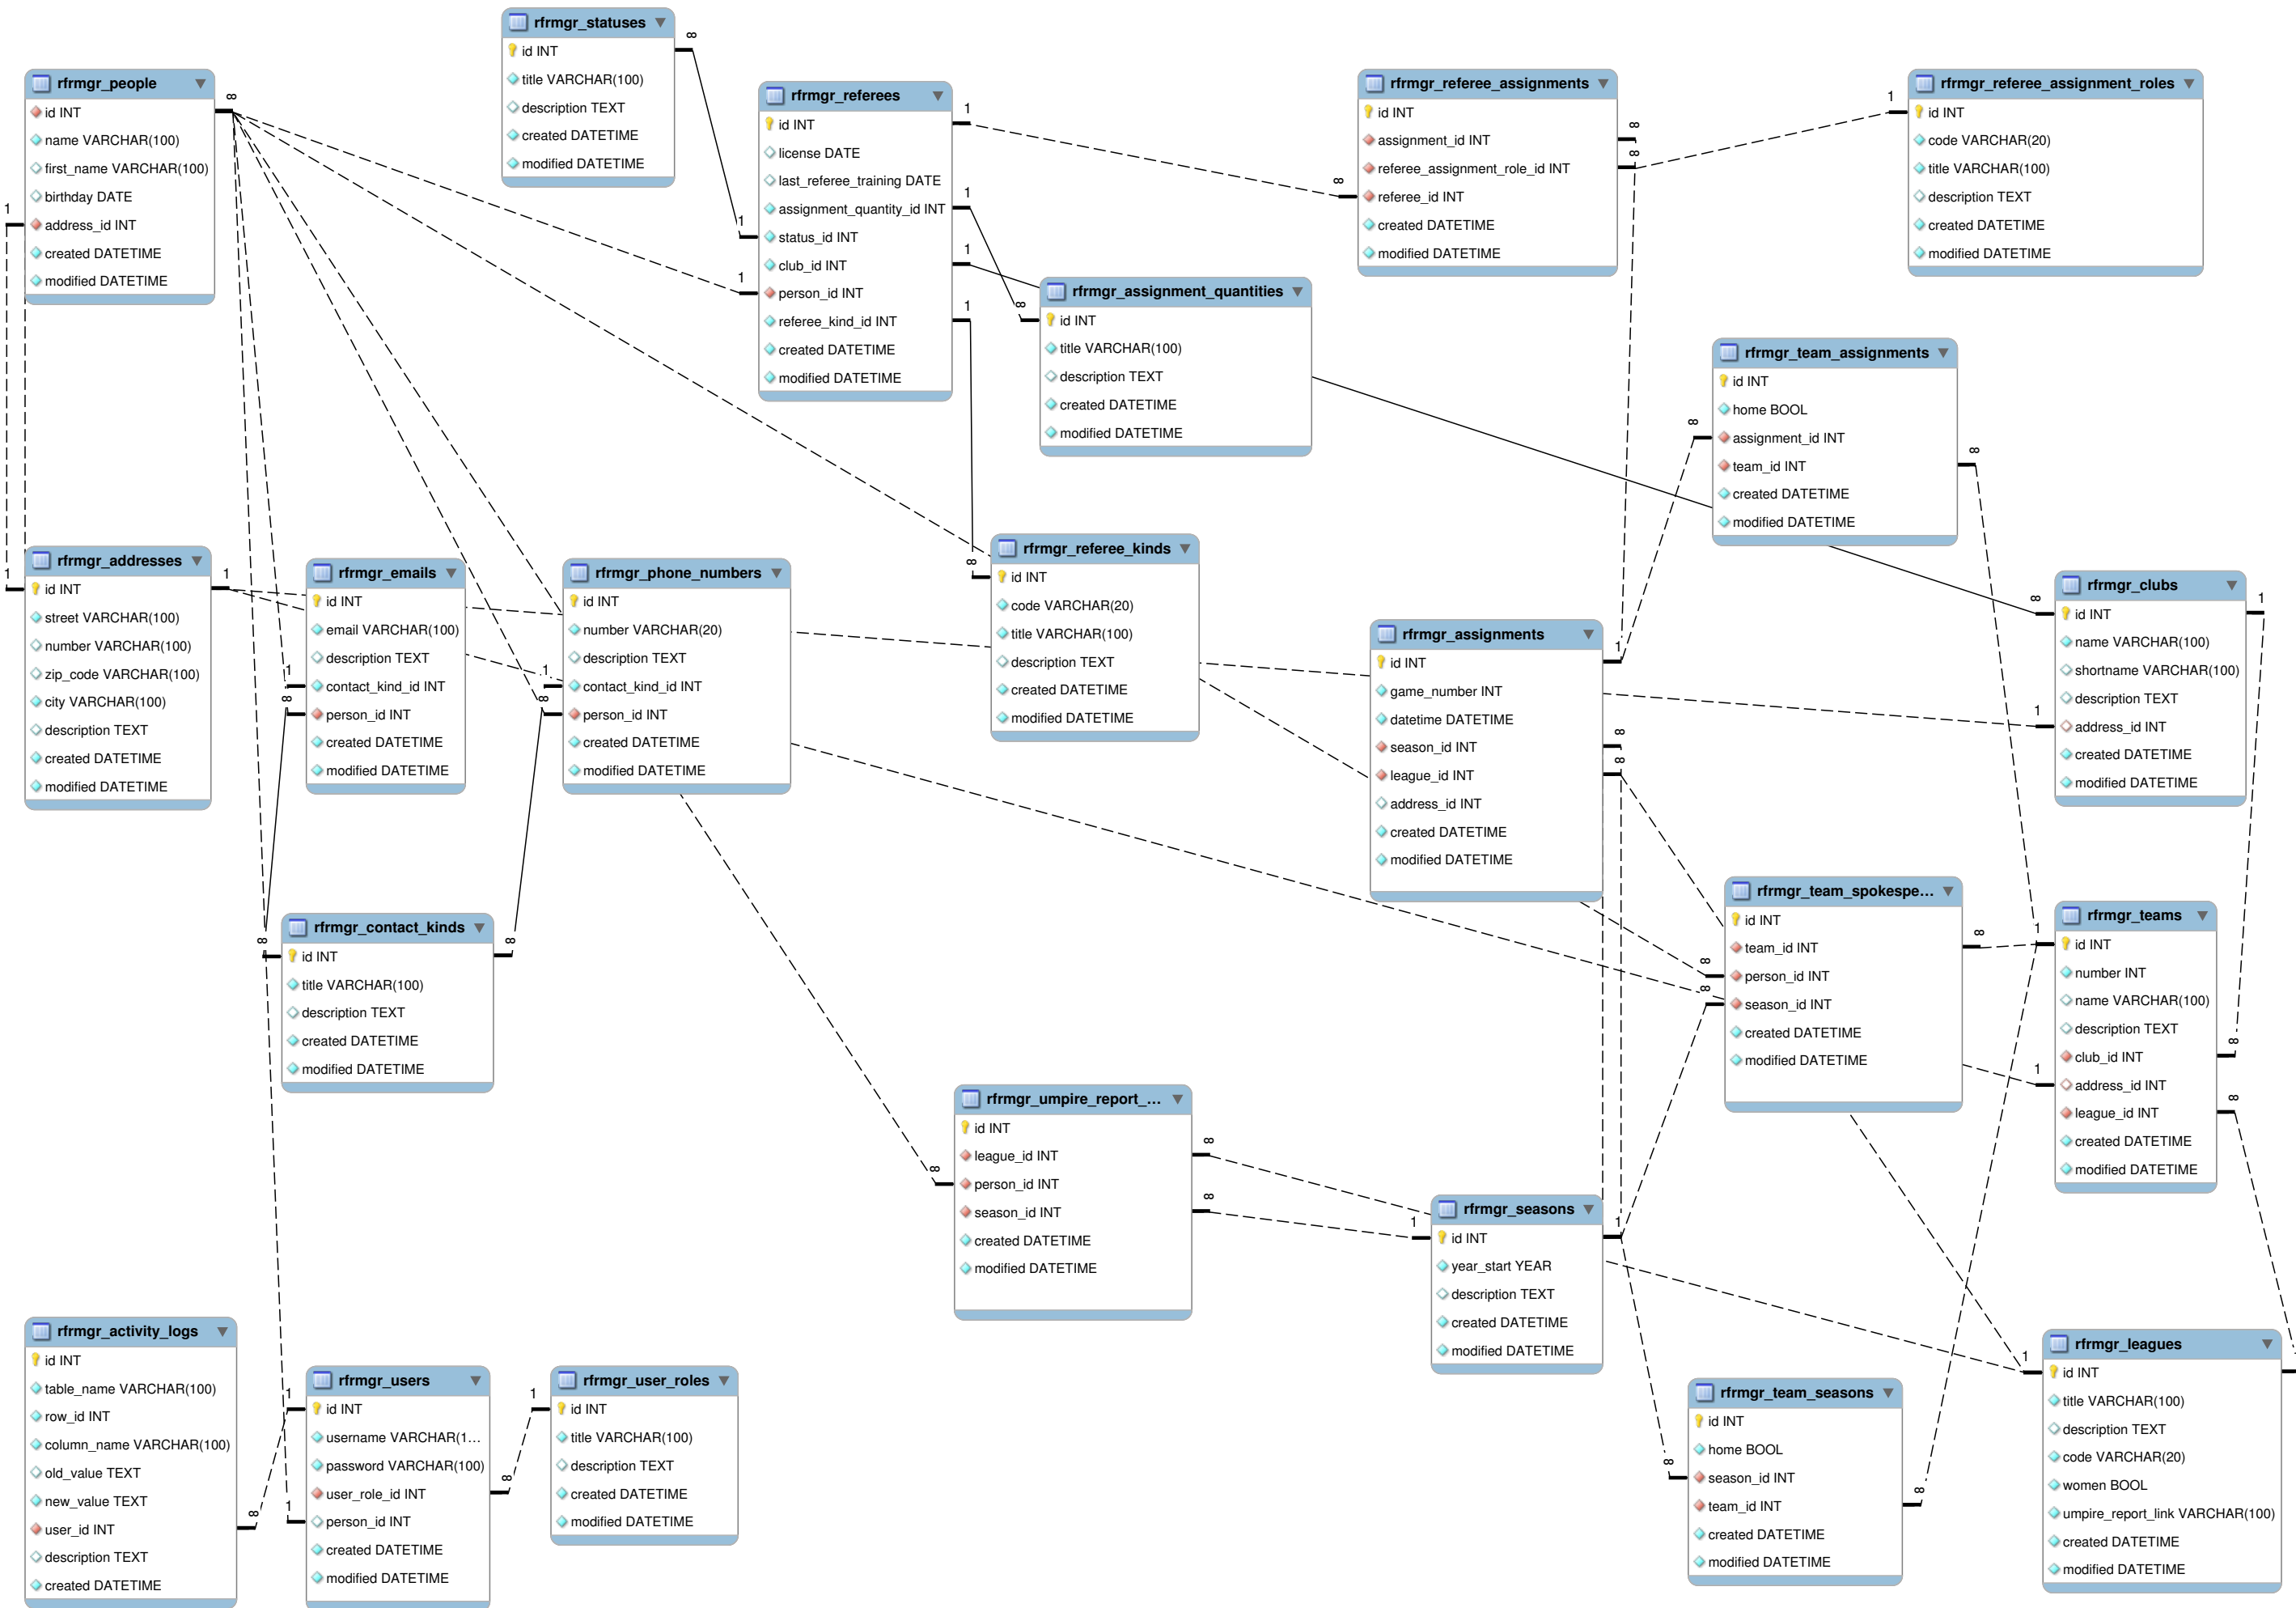 rfrmgr_statuses
id INT
title VARCHAR(100)
description TEXT
created DATETIME
modified DATETIME
rfrmgr_people
id INT
name VARCHAR(100)
first_name VARCHAR(100)
birthday DATE
address_id INT
created DATETIME
modified DATETIME
rfrmgr_referees
id INT
license DATE
last_referee_training DATE
assignment_quantity_id INT
status_id INT
club_id INT
person_id INT
referee_kind_id INT
created DATETIME
modified DATETIME
rfrmgr_referee_assignments
id INT
assignment_id INT
referee_assignment_role_id INT
referee_id INT
created DATETIME
modified DATETIME
rfrmgr_referee_assignment_roles
id INT
code VARCHAR(20)
title VARCHAR(100)
description TEXT
created DATETIME
modified DATETIME
rfrmgr_assignment_quantities
id INT
title VARCHAR(100)
description TEXT
created DATETIME
modified DATETIME
rfrmgr_team_assignments
id INT
home BOOL
assignment_id INT
team_id INT
created DATETIME
modified DATETIME
rfrmgr_addresses
id INT
street VARCHAR(100)
number VARCHAR(100)
zip_code VARCHAR(100)
city VARCHAR(100)
description TEXT
created DATETIME
modified DATETIME
rfrmgr_emails
id INT
email VARCHAR(100)
description TEXT
contact_kind_id INT
person_id INT
created DATETIME
modified DATETIME
rfrmgr_phone_numbers
id INT
number VARCHAR(20)
description TEXT
contact_kind_id INT
person_id INT
created DATETIME
modified DATETIME
rfrmgr_referee_kinds
id INT
code VARCHAR(20)
title VARCHAR(100)
description TEXT
created DATETIME
modified DATETIME
rfrmgr_assignments
id INT
game_number INT
datetime DATETIME
season_id INT
league_id INT
address_id INT
created DATETIME
modified DATETIME
rfrmgr_clubs
id INT
name VARCHAR(100)
shortname VARCHAR(100)
description TEXT
address_id INT
created DATETIME
modified DATETIME
rfrmgr_contact_kinds
id INT
title VARCHAR(100)
description TEXT
created DATETIME
modified DATETIME
rfrmgr_team_spokespe...
id INT
team_id INT
person_id INT
season_id INT
created DATETIME
modified DATETIME
rfrmgr_teams
id INT
number INT
name VARCHAR(100)
description TEXT
club_id INT
address_id INT
league_id INT
created DATETIME
modified DATETIME
rfrmgr_umpire_report_...
id INT
league_id INT
person_id INT
season_id INT
created DATETIME
modified DATETIME
rfrmgr_seasons
id INT
year_start YEAR
description TEXT
created DATETIME
modified DATETIME
rfrmgr_activity_logs
id INT
table_name VARCHAR(100)
row_id INT
column_name VARCHAR(100)
old_value TEXT
new_value TEXT
user_id INT
description TEXT
created DATETIME
rfrmgr_users
id INT
username VARCHAR(1...
password VARCHAR(100)
user_role_id INT
person_id INT
created DATETIME
modified DATETIME
rfrmgr_user_roles
id INT
title VARCHAR(100)
description TEXT
created DATETIME
modified DATETIME
rfrmgr_team_seasons
id INT
home BOOL
season_id INT
team_id INT
created DATETIME
modified DATETIME
rfrmgr_leagues
id INT
title VARCHAR(100)
description TEXT
code VARCHAR(20)
women BOOL
umpire_report_link VARCHAR(100)
created DATETIME
modified DATETIME